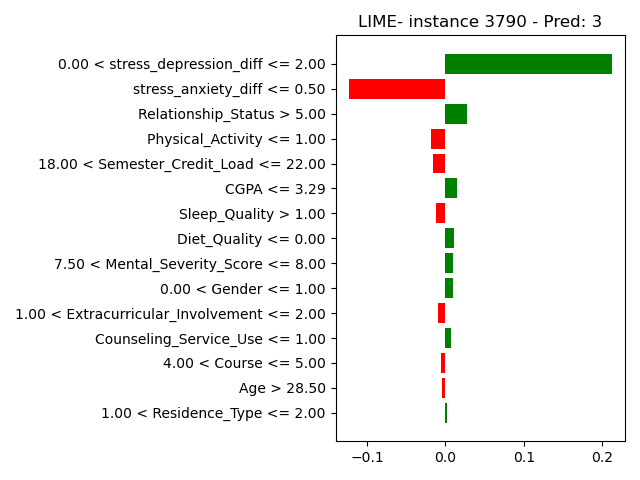 LIME- instance 3790 - Pred: 3
0.00 < stress_depression_diff <= 2.00
stress_anxiety_diff <= 0.50
Relationship_Status > 5.00
Physical_Activity <= 1.00
18.00 < Semester_Credit_Load <= 22.00
CGPA <= 3.29
Sleep_Quality > 1.00
Diet_Quality <= 0.00
7.50 < Mental_Severity_Score <= 8.00
0.00 < Gender <= 1.00
1.00 < Extracurricular_Involvement <= 2.00
Counseling_Service_Use <= 1.00
4.00 < Course <= 5.00
Age > 28.50
1.00 < Residence_Type <= 2.00
−0.1 0.0 0.1 0.2